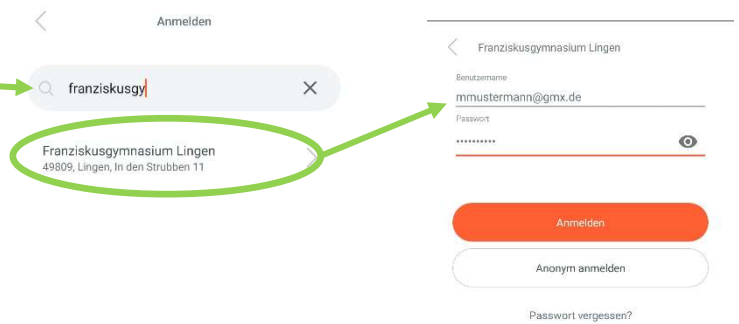 Anmelden
franziskusgy
Franziskusgymnasium Lingen
49809, Lingen, In den Strubben 11
Franziskusgymnasium Lingen
Benutzername
mmustermann@gmx.de
Passwort
••••••••••
Anmelden
Anonym anmelden
Passwort vergessen?